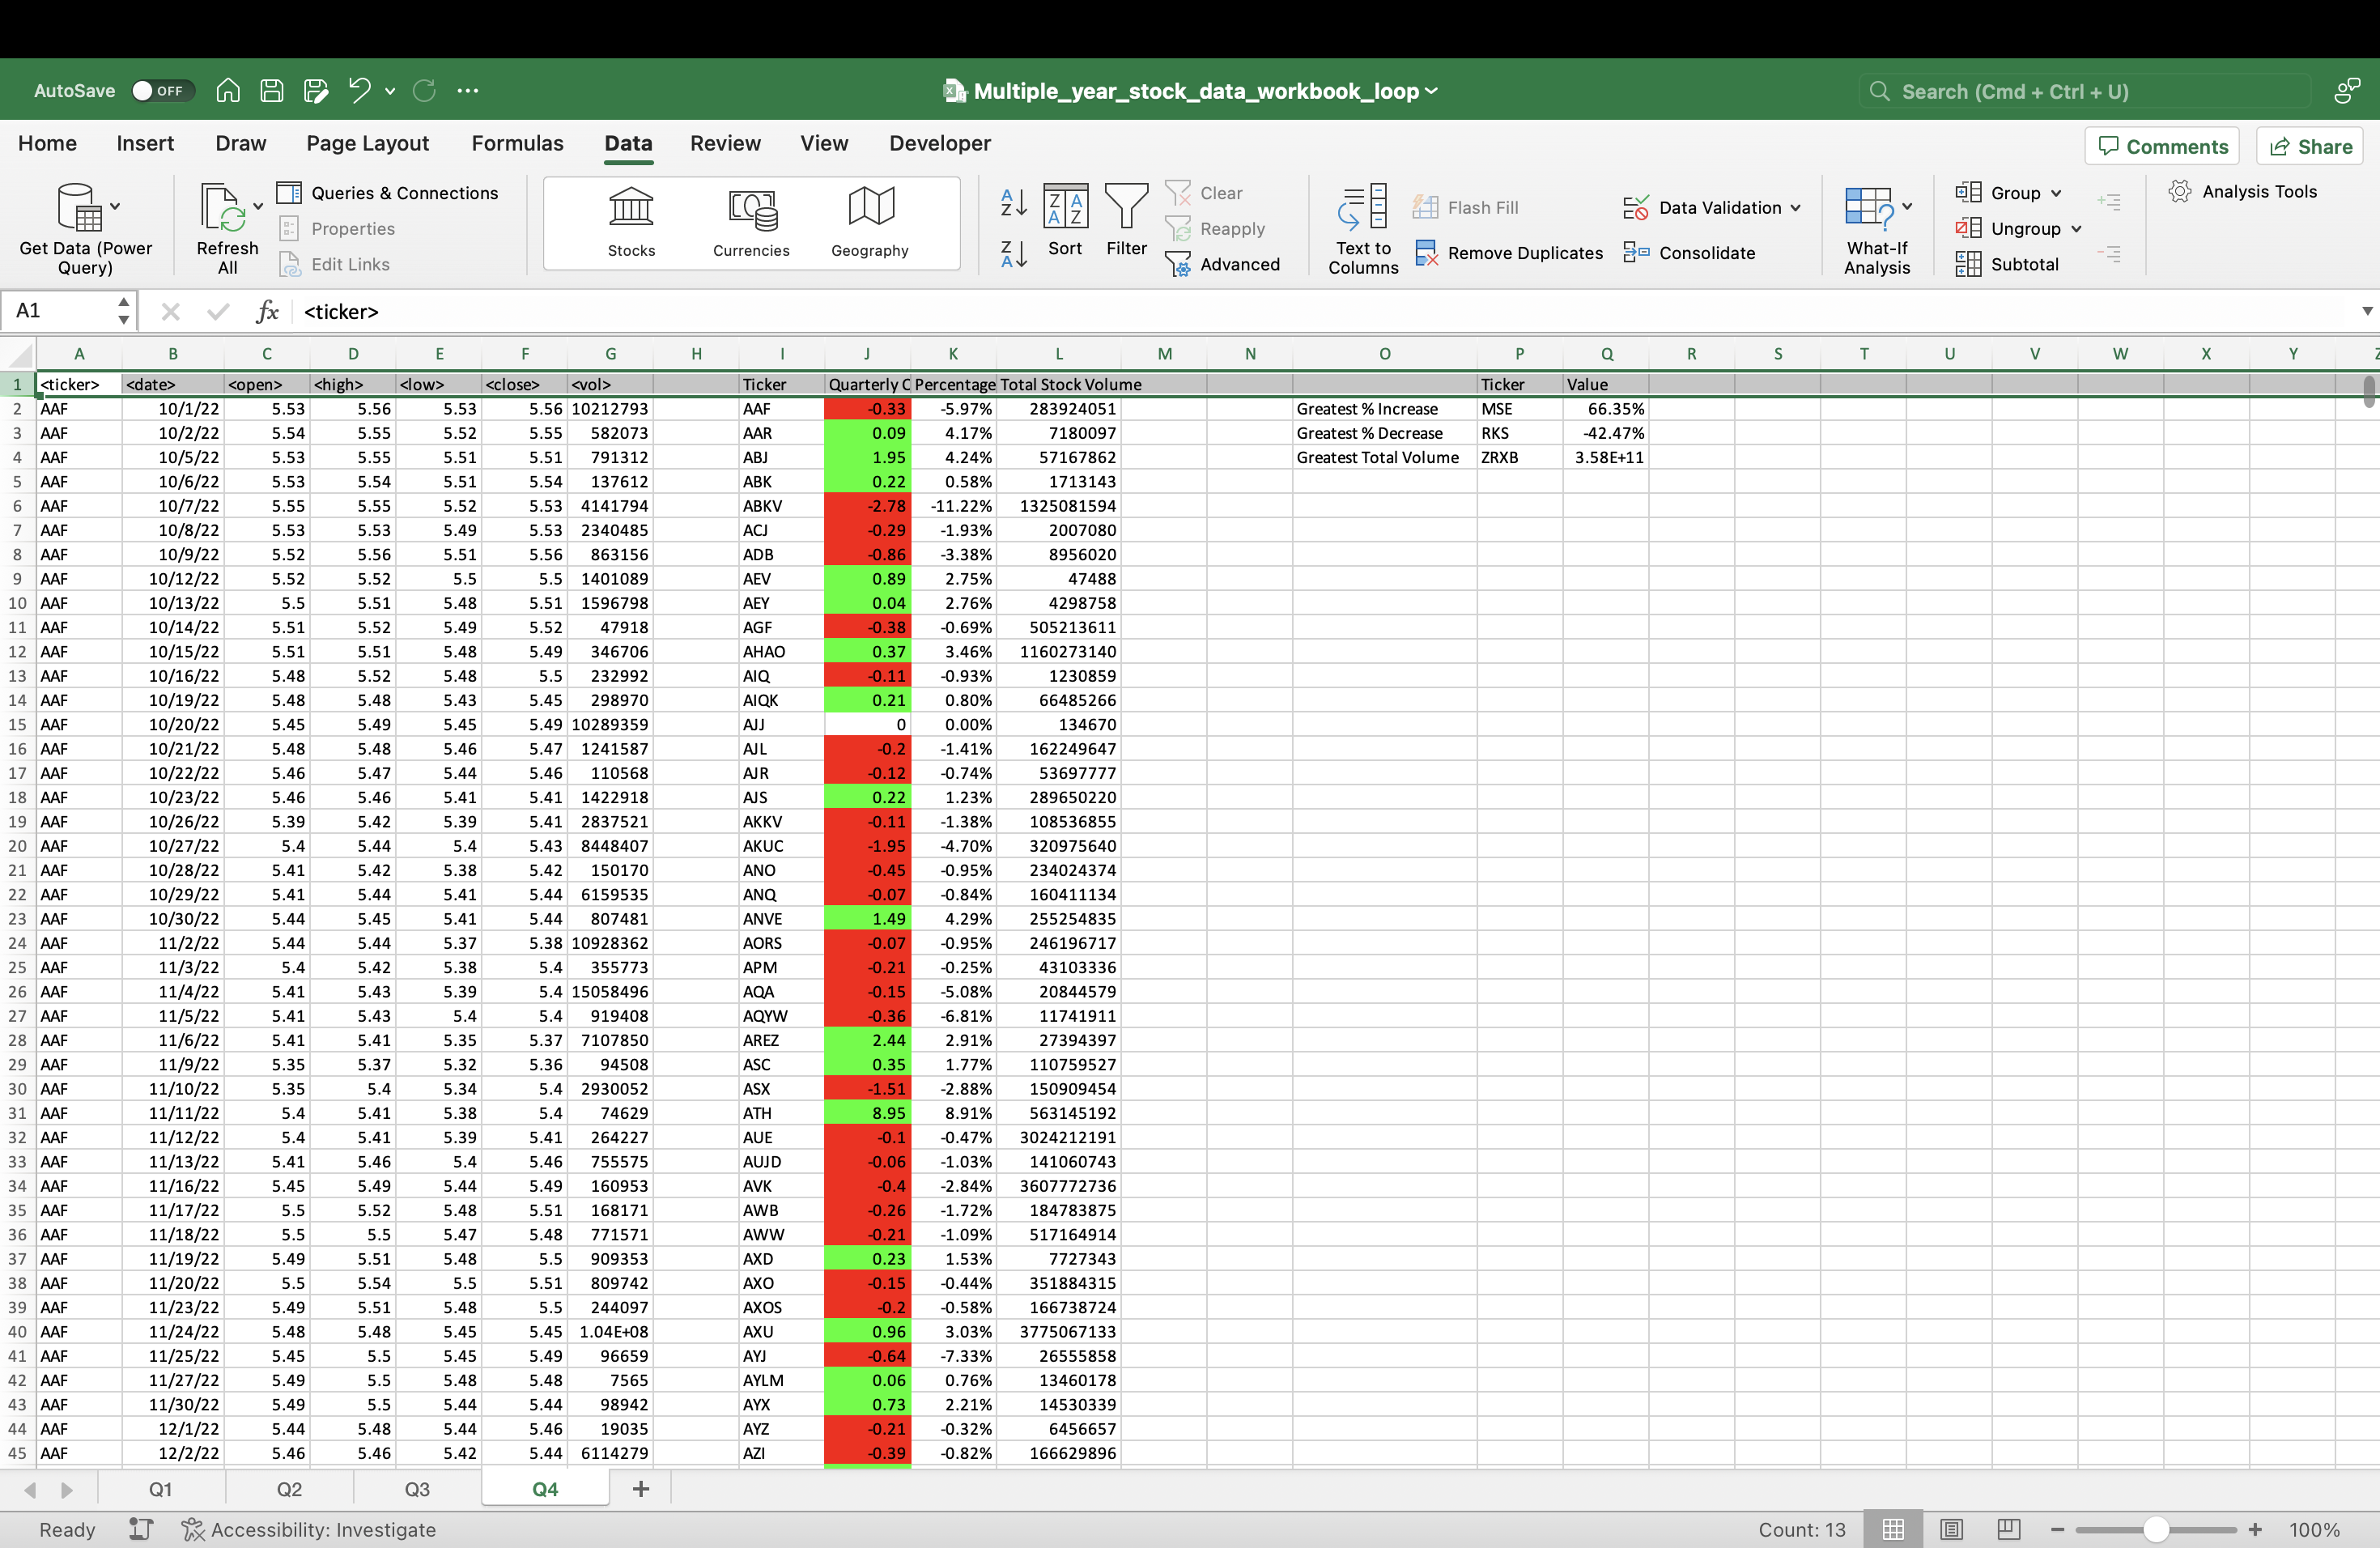 AutoSave OFF Multiple_year_stock_data_workbook_loop Search (Cmd + Ctrl + U)
Home Insert Draw Page Layout Formulas Data Review View Developer Comments Share
Get Data (Power Query) Refresh All Queries & Connections Properties Edit Links Stocks Currencies Geography Sort Filter Clear Reapply Advanced Text to Columns Flash Fill Remove Duplicates Data Validation Consolidate What-If Analysis Group Ungroup Subtotal Analysis Tools
A1 fx <ticker>
A B C D E F G H I J K L M N O P Q R S T U V W X Y Z
1 <ticker> <date> <open> <high> <low> <close> <vol> Ticker Quarterly C Percentage Total Stock Volume Ticker Value
2 AAF 10/1/22 5.53 5.56 5.53 5.56 10212793 AAF -0.33 -5.97% 283924051 Greatest % Increase MSE 66.35%
3 AAF 10/2/22 5.54 5.55 5.52 5.55 582073 AAR 0.09 4.17% 7180097 Greatest % Decrease RKS -42.47%
4 AAF 10/5/22 5.53 5.55 5.51 5.51 791312 ABJ 1.95 4.24% 57167862 Greatest Total Volume ZRXB 3.58E+11
5 AAF 10/6/22 5.53 5.54 5.51 5.54 137612 ABK 0.22 0.58% 1713143
6 AAF 10/7/22 5.55 5.55 5.52 5.53 4141794 ABKV -2.78 -11.22% 1325081594
7 AAF 10/8/22 5.53 5.53 5.49 5.53 2340485 ACJ -0.29 -1.93% 2007080
8 AAF 10/9/22 5.52 5.56 5.51 5.56 863156 ADB -0.86 -3.38% 8956020
9 AAF 10/12/22 5.52 5.52 5.5 5.5 1401089 AEV 0.89 2.75% 47488
10 AAF 10/13/22 5.5 5.51 5.48 5.51 1596798 AEY 0.04 2.76% 4298758
11 AAF 10/14/22 5.51 5.52 5.49 5.52 47918 AGF -0.38 -0.69% 505213611
12 AAF 10/15/22 5.51 5.51 5.48 5.49 346706 AHAO 0.37 3.46% 1160273140
13 AAF 10/16/22 5.48 5.52 5.48 5.5 232992 AIQ -0.11 -0.93% 1230859
14 AAF 10/19/22 5.48 5.48 5.43 5.45 298970 AIQK 0.21 0.80% 66485266
15 AAF 10/20/22 5.45 5.49 5.45 5.49 10289359 AJJ 0 0.00% 134670
16 AAF 10/21/22 5.48 5.48 5.46 5.47 1241587 AJL -0.2 -1.41% 162249647
17 AAF 10/22/22 5.46 5.47 5.44 5.46 110568 AJR -0.12 -0.74% 53697777
18 AAF 10/23/22 5.46 5.46 5.41 5.41 1422918 AJS 0.22 1.23% 289650220
19 AAF 10/26/22 5.39 5.42 5.39 5.41 2837521 AKKV -0.11 -1.38% 108536855
20 AAF 10/27/22 5.4 5.44 5.4 5.43 8448407 AKUC -1.95 -4.70% 320975640
21 AAF 10/28/22 5.41 5.42 5.38 5.42 150170 ANO -0.45 -0.95% 234024374
22 AAF 10/29/22 5.41 5.44 5.41 5.44 6159535 ANQ -0.07 -0.84% 160411134
23 AAF 10/30/22 5.44 5.45 5.41 5.44 807481 ANVE 1.49 4.29% 255254835
24 AAF 11/2/22 5.44 5.44 5.37 5.38 10928362 AORS -0.07 -0.95% 246196717
25 AAF 11/3/22 5.4 5.42 5.38 5.4 355773 APM -0.21 -0.25% 43103336
26 AAF 11/4/22 5.41 5.43 5.39 5.4 15058496 AQA -0.15 -5.08% 20844579
27 AAF 11/5/22 5.41 5.43 5.4 5.4 919408 AQYW -0.36 -6.81% 11741911
28 AAF 11/6/22 5.41 5.41 5.35 5.37 7107850 AREZ 2.44 2.91% 27394397
29 AAF 11/9/22 5.35 5.37 5.32 5.36 94508 ASC 0.35 1.77% 110759527
30 AAF 11/10/22 5.35 5.4 5.34 5.4 2930052 ASX -1.51 -2.88% 150909454
31 AAF 11/11/22 5.4 5.41 5.38 5.4 74629 ATH 8.95 8.91% 563145192
32 AAF 11/12/22 5.4 5.41 5.39 5.41 264227 AUE -0.1 -0.47% 3024212191
33 AAF 11/13/22 5.41 5.46 5.4 5.46 755575 AUJD -0.06 -1.03% 141060743
34 AAF 11/16/22 5.45 5.49 5.44 5.49 160953 AVK -0.4 -2.84% 3607772736
35 AAF 11/17/22 5.5 5.52 5.48 5.51 168171 AWB -0.26 -1.72% 184783875
36 AAF 11/18/22 5.5 5.5 5.47 5.48 771571 AWW -0.21 -1.09% 517164914
37 AAF 11/19/22 5.49 5.51 5.48 5.5 909353 AXD 0.23 1.53% 7727343
38 AAF 11/20/22 5.5 5.54 5.5 5.51 809742 AXO -0.15 -0.44% 351884315
39 AAF 11/23/22 5.49 5.51 5.48 5.5 244097 AXOS -0.2 -0.58% 166738724
40 AAF 11/24/22 5.48 5.48 5.45 5.45 1.04E+08 AXU 0.96 3.03% 3775067133
41 AAF 11/25/22 5.45 5.5 5.45 5.49 96659 AYJ -0.64 -7.33% 26555858
42 AAF 11/27/22 5.49 5.5 5.48 5.48 7565 AYLM 0.06 0.76% 13460178
43 AAF 11/30/22 5.49 5.5 5.44 5.44 98942 AYX 0.73 2.21% 14530339
44 AAF 12/1/22 5.44 5.48 5.44 5.46 19035 AYZ -0.21 -0.32% 6456657
45 AAF 12/2/22 5.46 5.46 5.42 5.44 6114279 AZI -0.39 -0.82% 166629896
Q1 Q2 Q3 Q4
Ready Accessibility: Investigate Count: 13 100%